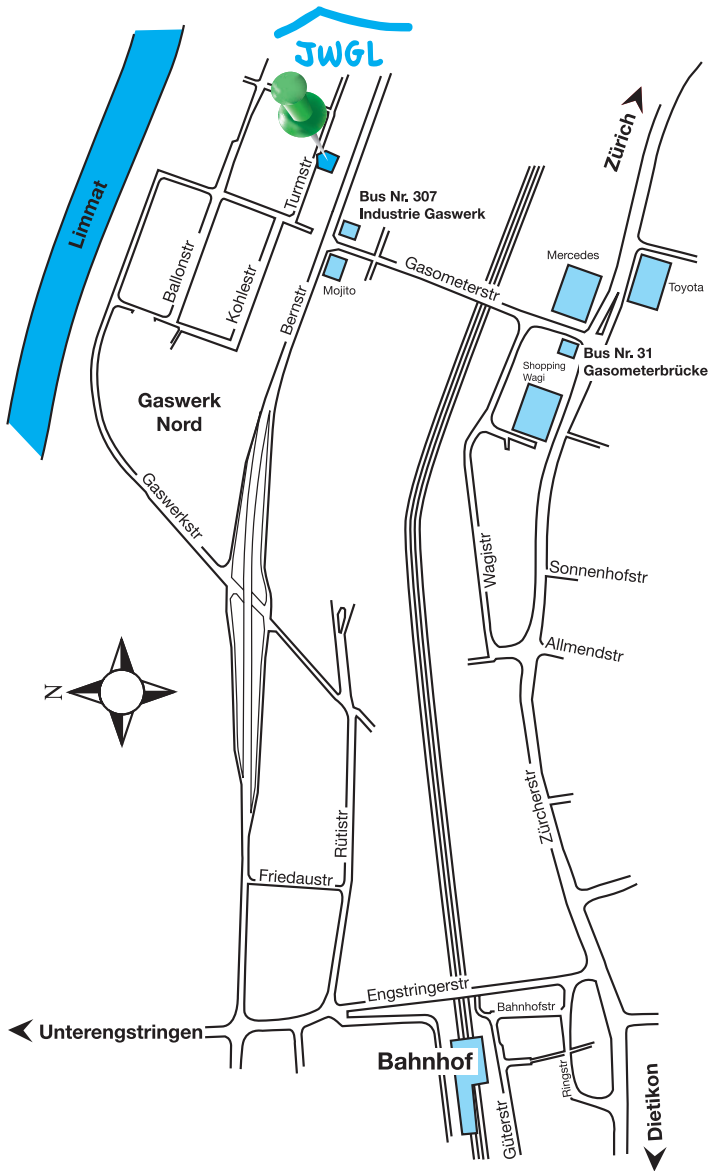 JWGL
Zürich
Limmat
Turmstr
Bus Nr. 307
Industrie Gaswerk
Ballonstr
Kohlestr
Bernstr
Mojito
Gasometerstr
Mercedes
Toyota
Bus Nr. 31
Gasometerbrücke
Shopping
Wagi
Gaswerk
Nord
Gaswerkstr
Wagistr
Sonnenhofstr
Allmendstr
N
Zürcherstr
Rütistr
Friedaustr
Engstringerstr
Bahnhofstr
Unterengstringen
Bahnhof
Ringstr
Güterstr
Dietikon